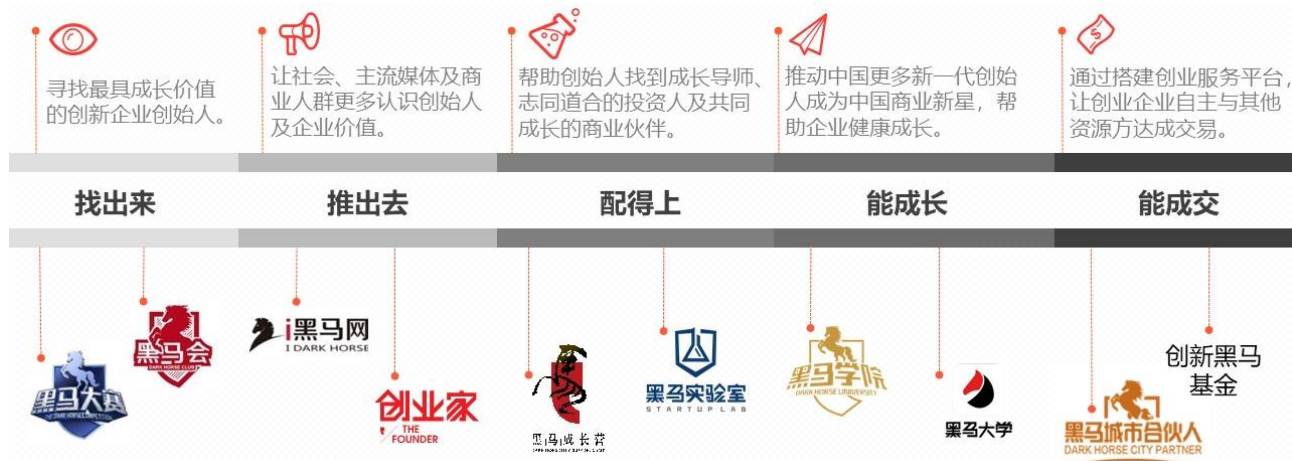 寻找最具成长价值
的创新企业创始人。
让社会、主流媒体及商
业人群更多认识创始人
及企业价值。
帮助创始人找到成长导师、
志同道合的投资人及共同
成长的商业伙伴。
推动中国更多新一代创始
人成为中国商业新星，帮
助企业健康成长。
$
通过搭建创业服务平台，
让创业企业自主与其他
资源方达成交易。
找出来
推出去
配得上
能成长
能成交
黑马大赛
黑马会
DARK HORSE CLUB
i黑马网
I DARK HORSE
创业家
THE
FOUNDER
黑马成长营
黑马实验室
STARTUP LAB
黑马学院
DARK HORSE UNIVERSITY
黑马大学
黑马城市合伙人
DARK HORSE CITY PARTNER
创新黑马
基金